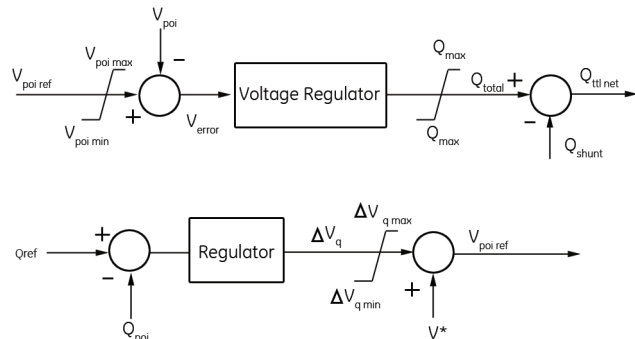 V poi
−
V poi max
V poi ref
+
V poi min
V error
Voltage Regulator
Q max
Q total
+
Q ttl net
Q max
−
Q shunt
ΔV q max
+
Qref
Regulator
ΔV q
V poi ref
−
ΔV q min
+
Q poi
V*